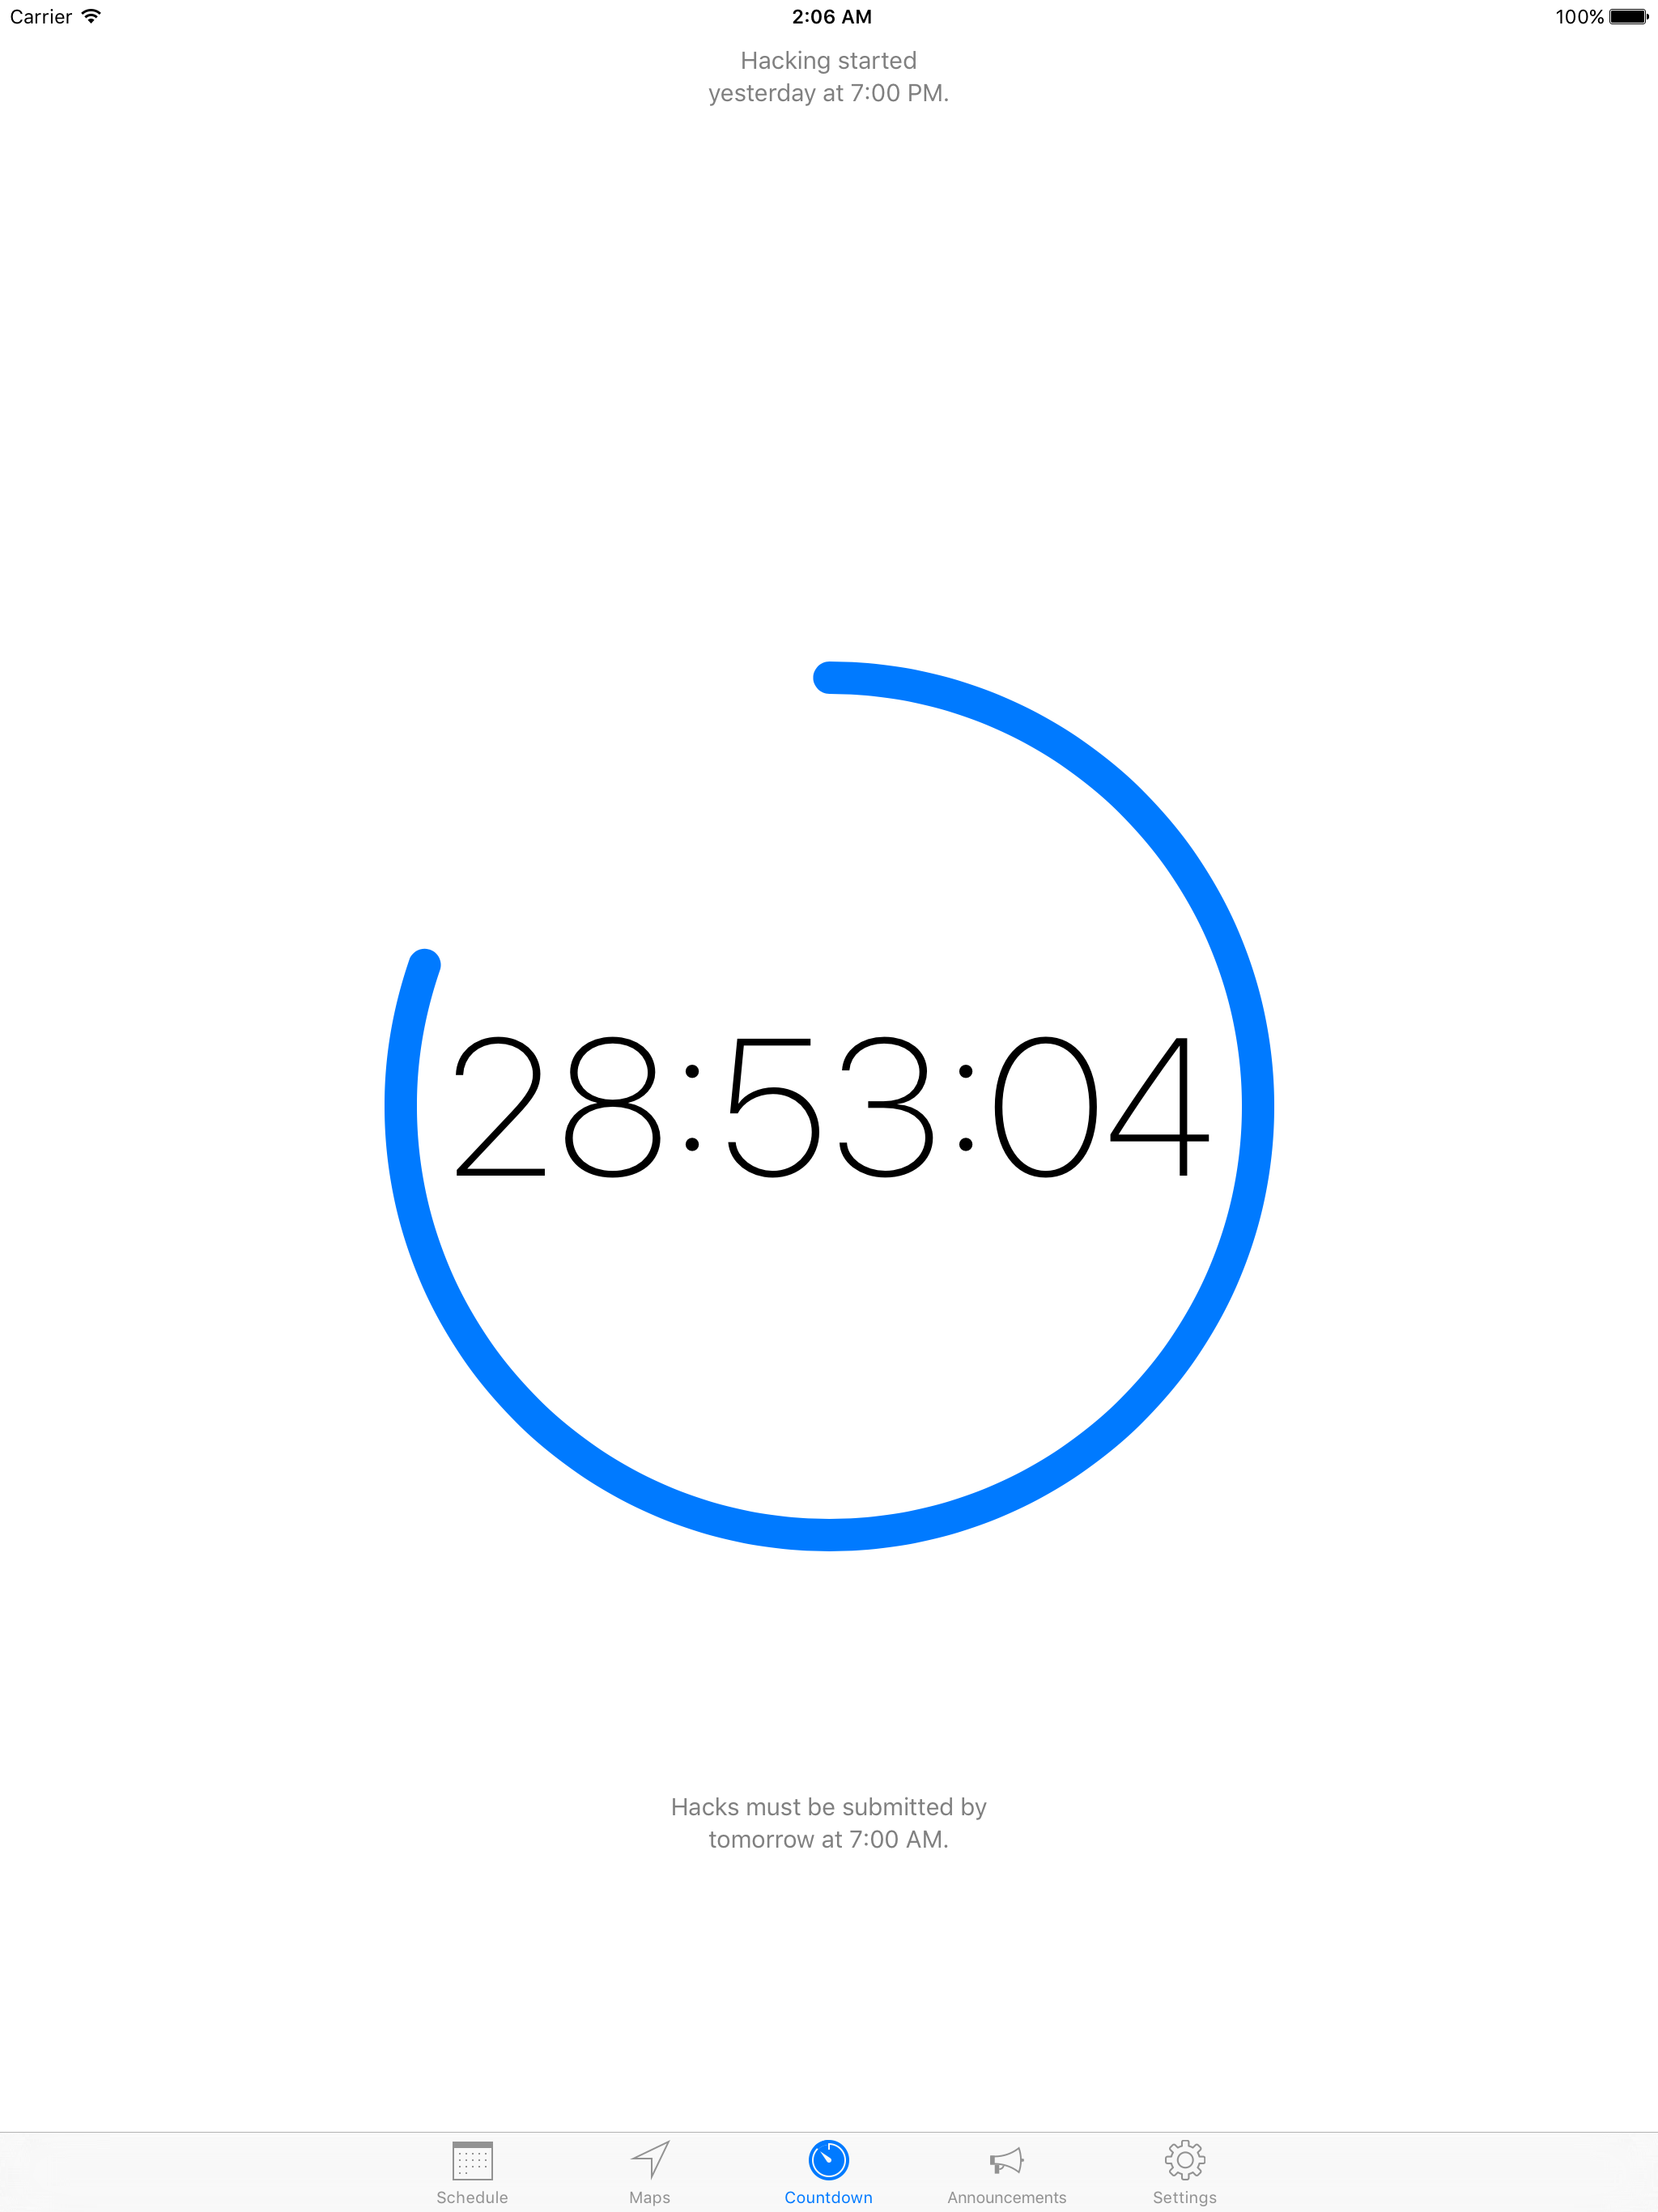 Carrier 2:06 AM 100%
Hacking started
yesterday at 7:00 PM.
28:53:04
Hacks must be submitted by
tomorrow at 7:00 AM.
Schedule Maps Countdown Announcements Settings